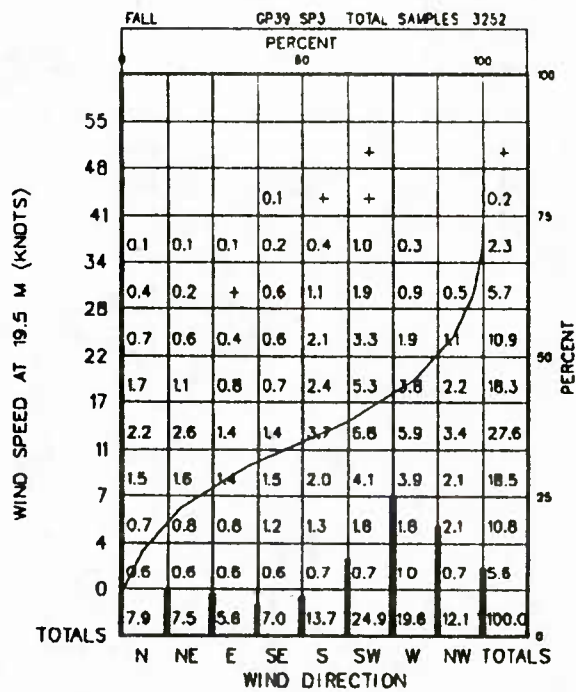 FALL GP39 SP3 TOTAL SAMPLES 3252
PERCENT
0 50 100
100
55
+ +
48
0.1 + + 0.2
41 75
0.1 0.1 0.1 0.2 0.4 1.0 0.3 2.3
34
0.4 0.2 + 0.6 1.1 1.9 0.9 0.5 5.7
28
0.7 0.6 0.4 0.6 2.1 3.3 1.9 1.1 10.9
22 50
1.7 1.1 0.8 0.7 2.4 5.3 3.8 2.2 18.3
17
2.2 2.6 1.4 1.4 3.7 6.8 5.9 3.4 27.6
11
1.5 1.6 1.4 1.5 2.0 4.1 3.9 2.1 18.5
7 25
0.7 0.8 0.8 1.2 1.3 1.8 1.8 2.1 10.8
4
0.6 0.6 0.6 0.6 0.7 0.7 1.0 0.7 5.6
0
TOTALS 7.9 7.5 5.8 7.0 13.7 24.9 19.6 12.1 100.0 0
N NE E SE S SW W NW TOTALS
WIND DIRECTION
WIND SPEED AT 19.5 M (KNOTS)
PERCENT